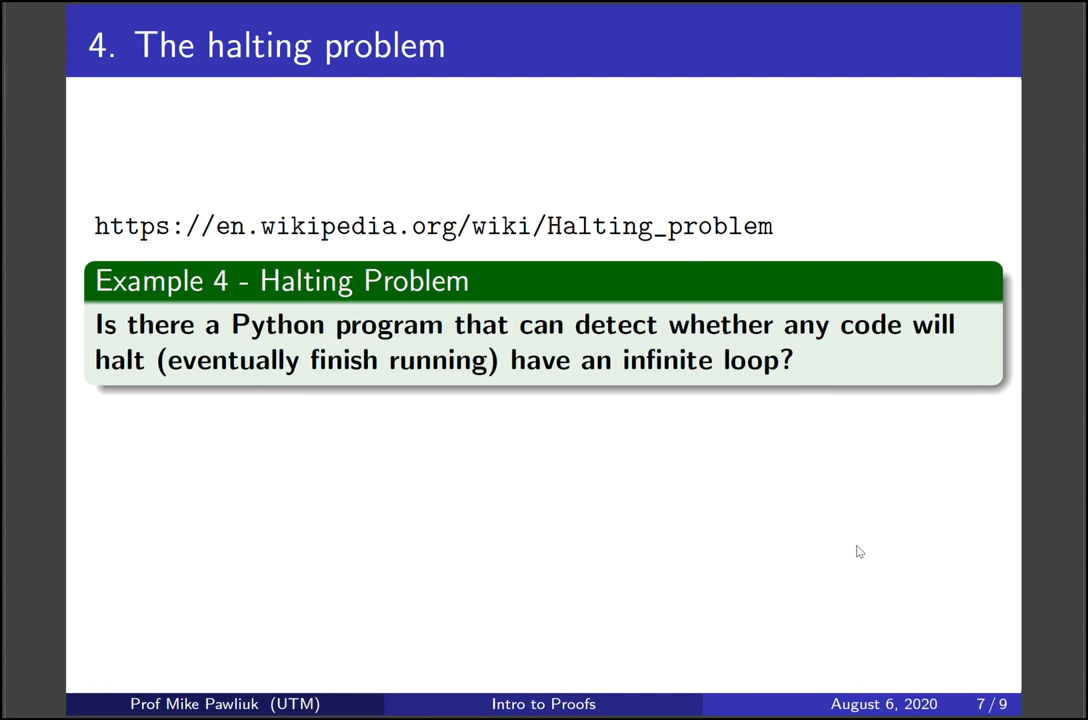 4. The halting problem
https://en.wikipedia.org/wiki/Halting_problem
Example 4 - Halting Problem
Is there a Python program that can detect whether any code will
halt (eventually finish running) have an infinite loop?
Prof Mike Pawliuk (UTM) Intro to Proofs August 6, 2020 7 / 9